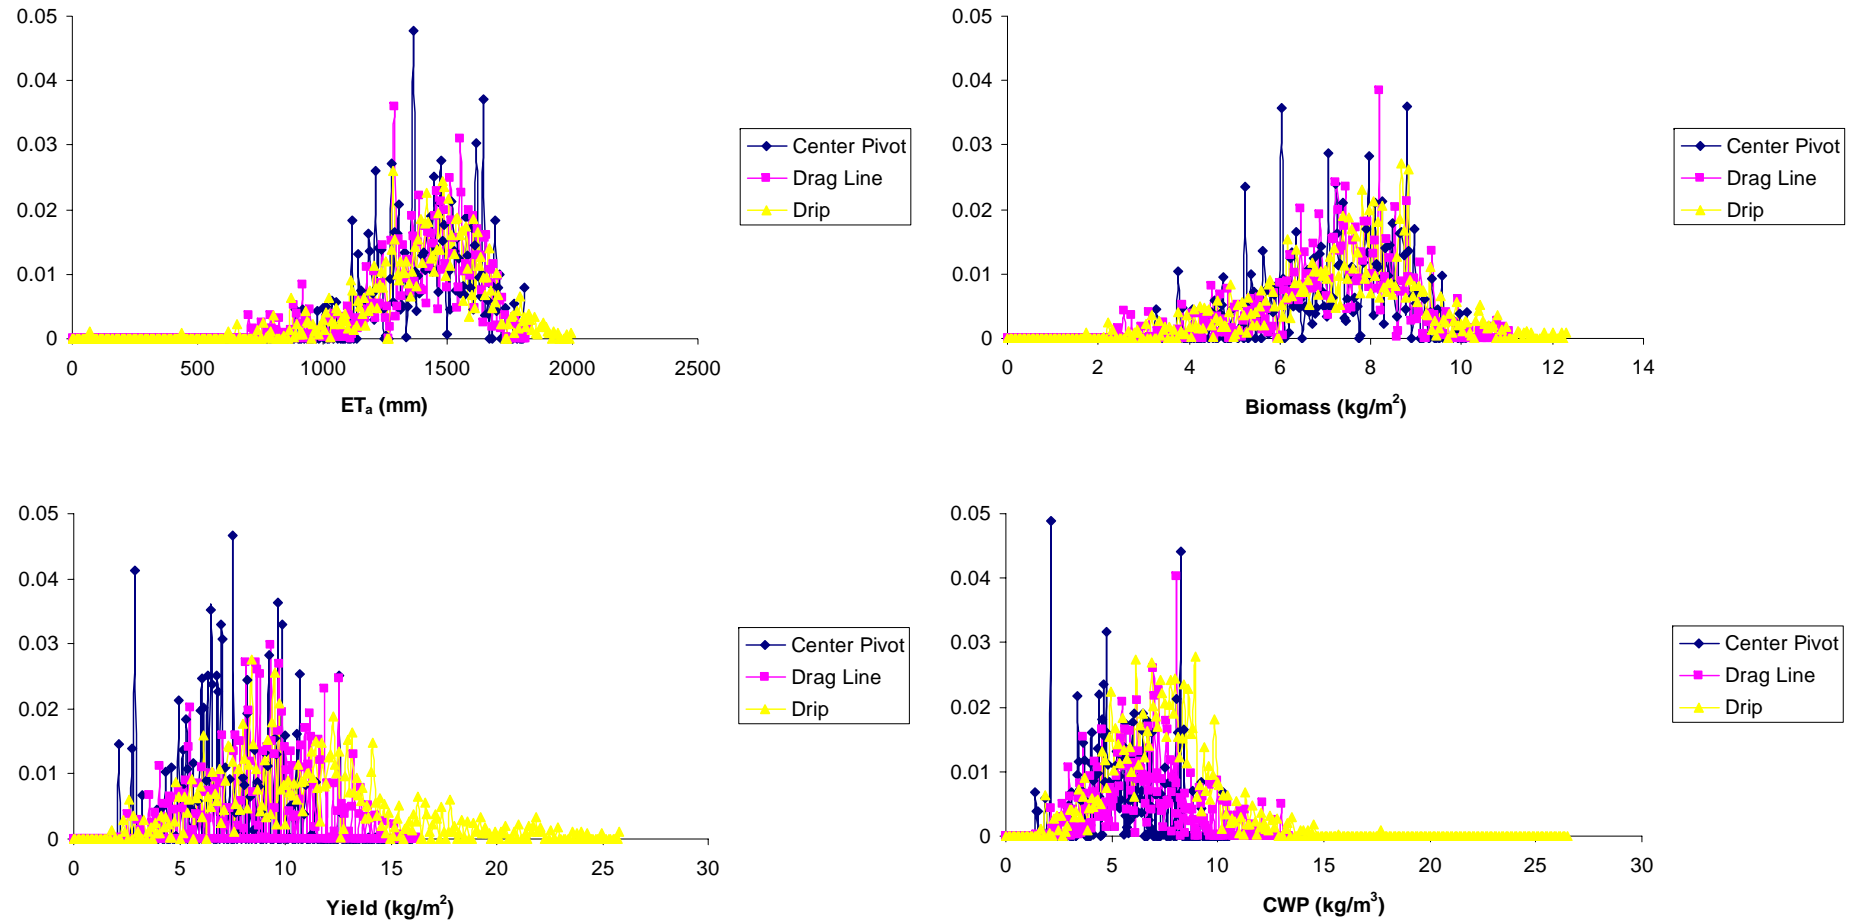 0.05
0.04
0.03
0.02
0.01
0
0 500 1000 1500 2000 2500
ETa (mm)
Center Pivot
Drag Line
Drip
0.05
0.04
0.03
0.02
0.01
0
0 2 4 6 8 10 12 14
Biomass (kg/m²)
Center Pivot
Drag Line
Drip
0.05
0.04
0.03
0.02
0.01
0
0 5 10 15 20 25 30
Yield (kg/m²)
Center Pivot
Drag Line
Drip
0.05
0.04
0.03
0.02
0.01
0
0 5 10 15 20 25 30
CWP (kg/m³)
Center Pivot
Drag Line
Drip